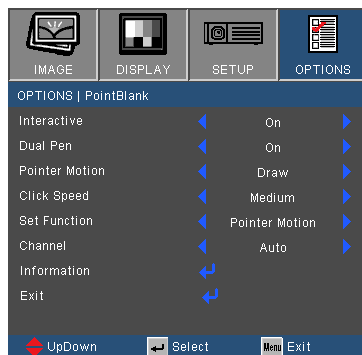 IMAGE DISPLAY SETUP OPTIONS
OPTIONS | PointBlank
Interactive On
Dual Pen On
Pointer Motion Draw
Click Speed Medium
Set Function Pointer Motion
Channel Auto
Information
Exit
UpDown Select Menu Exit